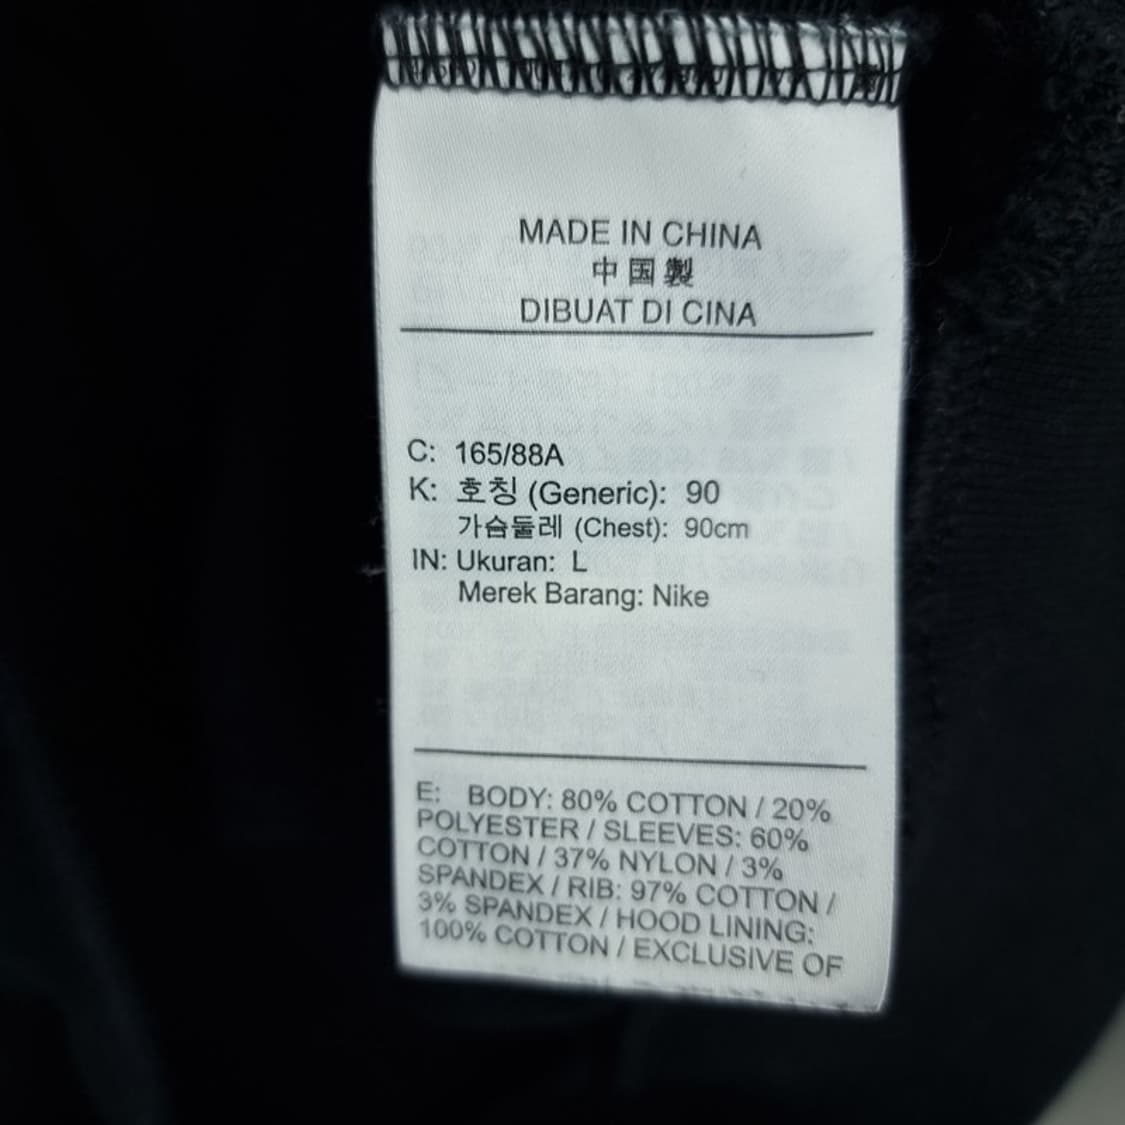 MADE IN CHINA
中国製
DIBUAT DI CINA
C: 165/88A
K: 호칭 (Generic): 90
가슴둘레 (Chest): 90cm
IN: Ukuran: L
Merek Barang: Nike
E: BODY: 80% COTTON / 20%
POLYESTER / SLEEVES: 60%
COTTON / 37% NYLON / 3%
SPANDEX / RIB: 97% COTTON /
3% SPANDEX / HOOD LINING:
100% COTTON / EXCLUSIVE OF